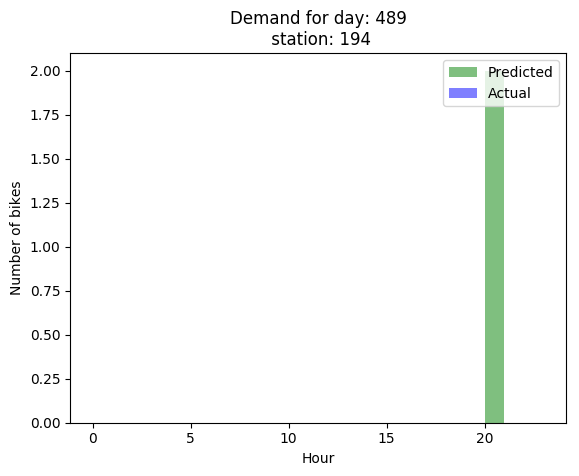 Demand for day: 489
station: 194
Predicted
Actual
Number of bikes
2.00
1.75
1.50
1.25
1.00
0.75
0.50
0.25
0.00
0 5 10 15 20
Hour